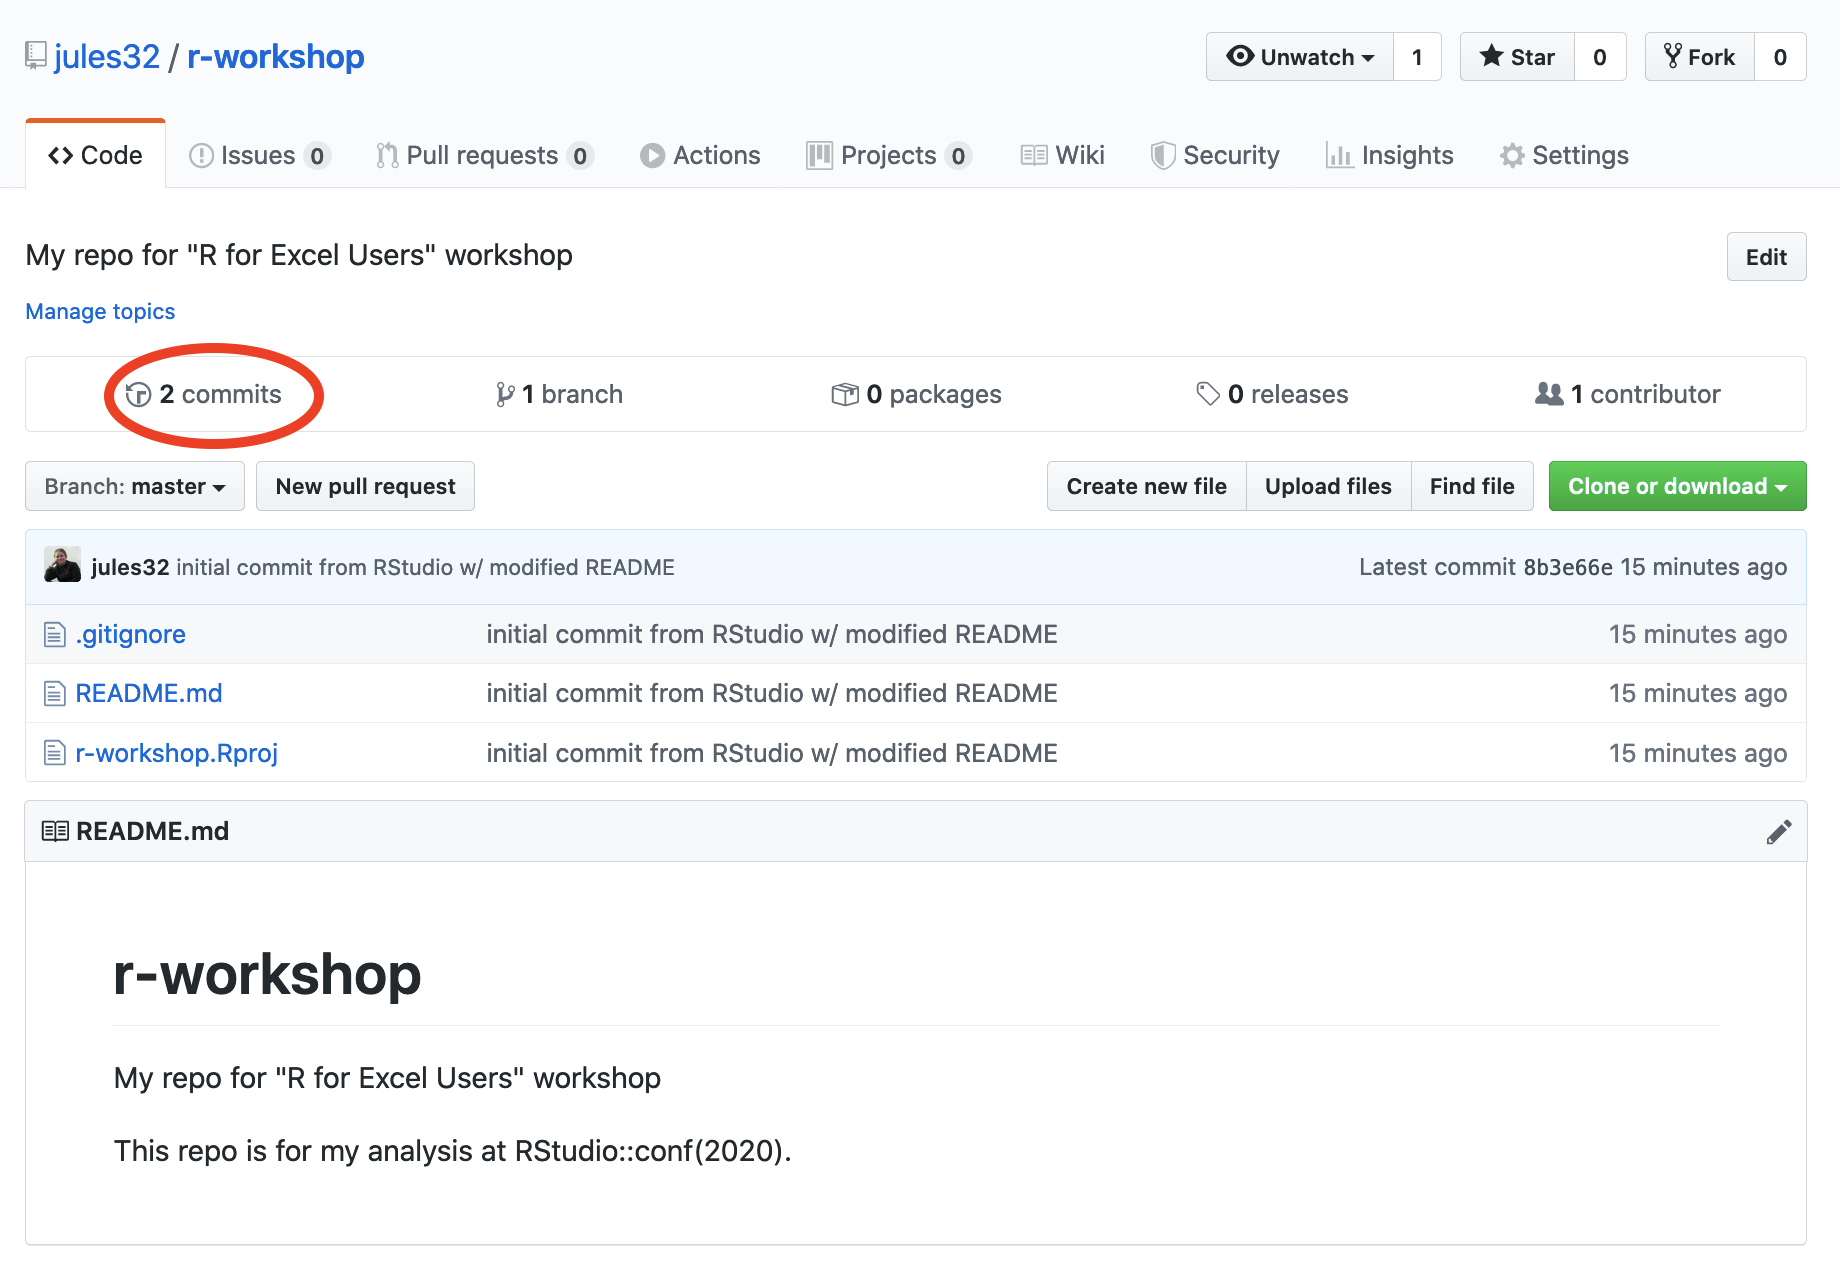 jules32 / r-workshop Unwatch 1 Star 0 Fork 0
Code Issues 0 Pull requests 0 Actions Projects 0 Wiki Security Insights Settings
My repo for "R for Excel Users" workshop Edit
Manage topics
2 commits 1 branch 0 packages 0 releases 1 contributor
Branch: master New pull request Create new file Upload files Find file Clone or download
jules32 initial commit from RStudio w/ modified README Latest commit 8b3e66e 15 minutes ago
.gitignore initial commit from RStudio w/ modified README 15 minutes ago
README.md initial commit from RStudio w/ modified README 15 minutes ago
r-workshop.Rproj initial commit from RStudio w/ modified README 15 minutes ago
README.md
r-workshop
My repo for "R for Excel Users" workshop
This repo is for my analysis at RStudio::conf(2020).